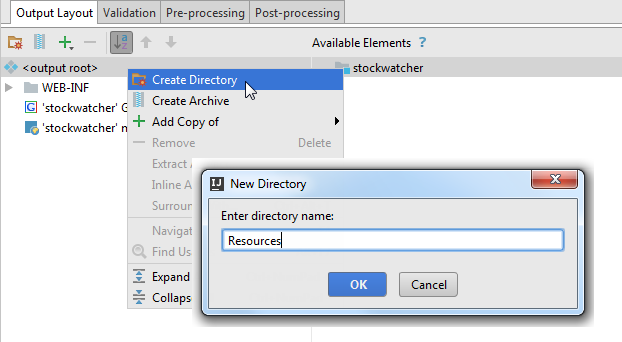 Output Layout Validation Pre-processing Post-processing
Available Elements ?
<output root>
stockwatcher
WEB-INF
'stockwatcher' G
'stockwatcher'
Create Directory
Create Archive
Add Copy of
Remove Delete
Extract
Inline A
Surroun
Navigat
Find Us
Expand
Collaps
New Directory
Enter directory name:
Resources
OK Cancel